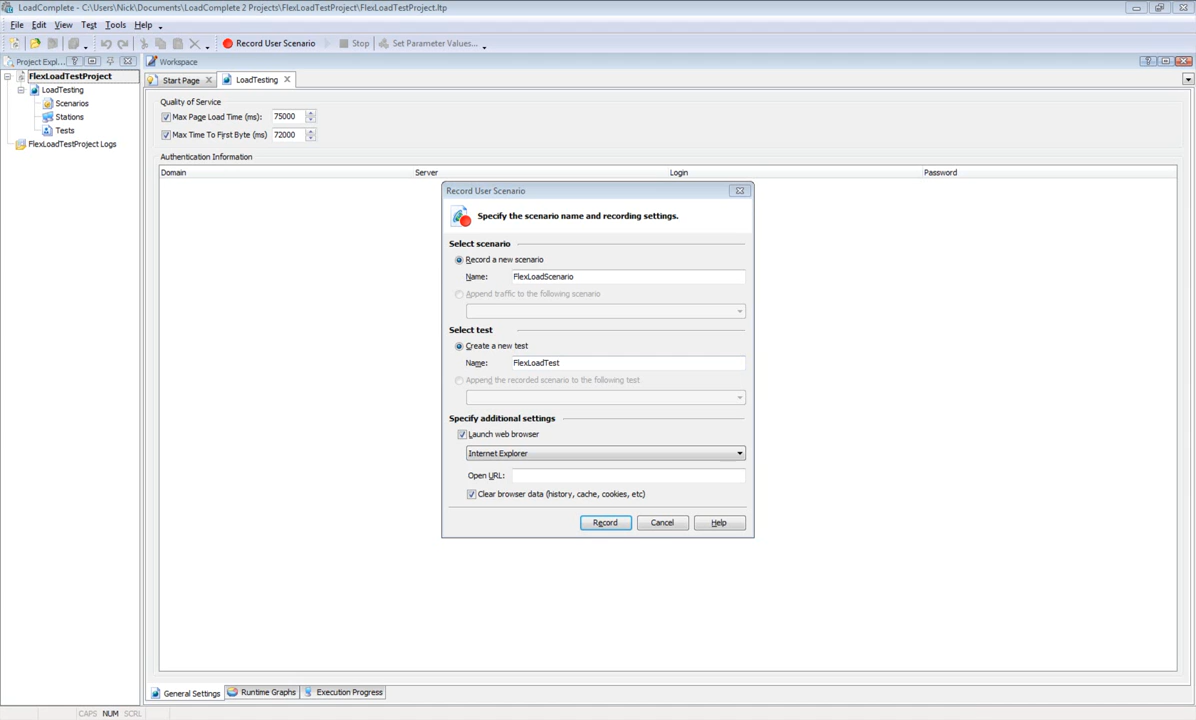 LoadComplete - C:\Users\Nick\Documents\LoadComplete 2 Projects\FlexLoadTestProject\FlexLoadTestProject.ltp
File Edit View Test Tools Help
Record User Scenario Stop Set Parameter Values...
Project Expl... Workspace
FlexLoadTestProject
LoadTesting
Scenarios
Stations
Tests
FlexLoadTestProject Logs
Start Page LoadTesting
Quality of Service
Max Page Load Time (ms): 75000
Max Time To First Byte (ms) 72000
Authentication Information
Domain Server Login Password
Record User Scenario
Specify the scenario name and recording settings.
Select scenario
Record a new scenario
Name: FlexLoadScenario
Append traffic to the following scenario
Select test
Create a new test
Name: FlexLoadTest
Append the recorded scenario to the following test
Specify additional settings
Launch web browser
Internet Explorer
Open URL:
Clear browser data (history, cache, cookies, etc)
Record Cancel Help
General Settings Runtime Graphs Execution Progress
CAPS NUM SCRL